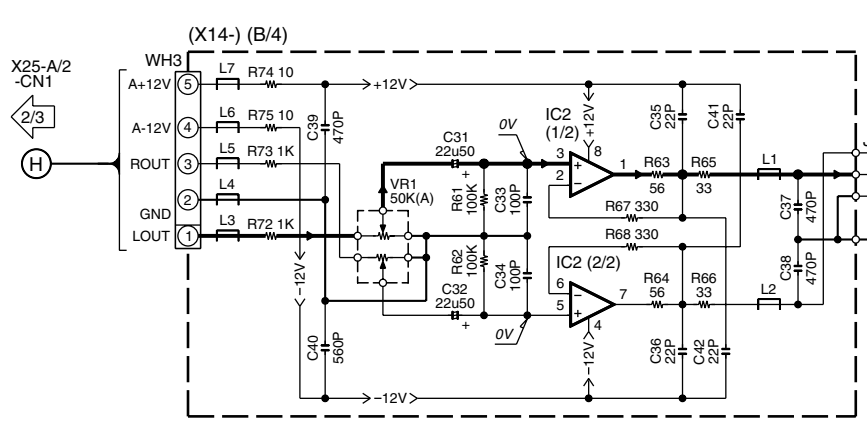 (X14-) (B/4)
X25-A/2
-CN1
2/3
H
WH3
A+12V 5 L7 R74 10
A-12V 4 L6 R75 10
ROUT 3 L5 R73 1K
2 L4
GND
LOUT 1 L3 R72 1K
C39
470P
+12V
-12V
C40
560P
-12V
VR1
50K(A)
C31
22u50
+
R61
100K
C33
100P
0V
R62
100K
C34
100P
C32
22u50
+
0V
IC2
(1/2)
+12V
3
+
8
2
−
1
R63
56
R65
33
L1
R67 330
R68 330
C35
22P
C41
22P
C37
470P
IC2 (2/2)
6
−
5
+
7
4
-12V
R64
56
R66
33
L2
C38
470P
C36
22P
C42
22P